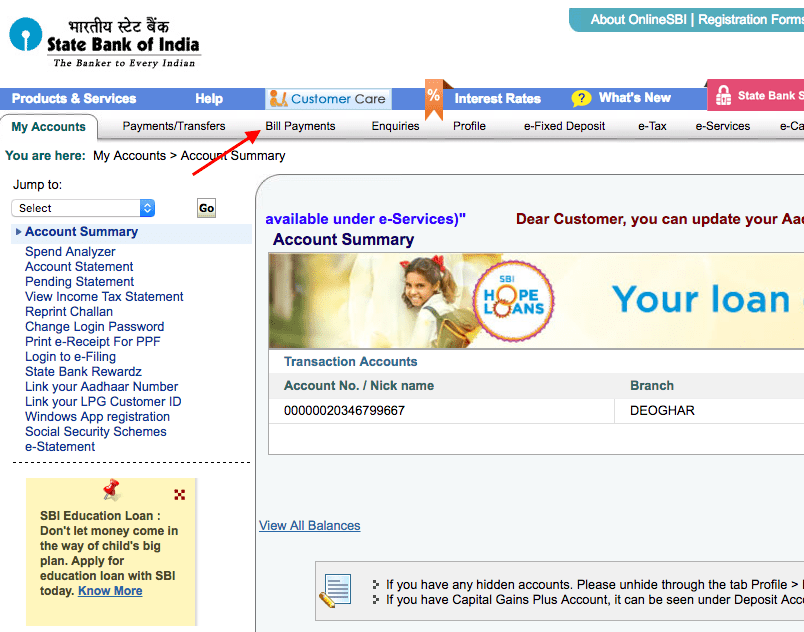 भारतीय स्टेट बैंक
State Bank of India
The Banker to Every Indian
About OnlineSBI | Registration Forms
Products & Services Help Customer Care % Interest Rates ? What's New State Bank S
My Accounts Payments/Transfers Bill Payments Enquiries Profile e-Fixed Deposit e-Tax e-Services e-Ca
You are here: My Accounts > Account Summary
Jump to:
Select Go
Account Summary
Spend Analyzer
Account Statement
Pending Statement
View Income Tax Statement
Reprint Challan
Change Login Password
Print e-Receipt For PPF
Login to e-Filing
State Bank Rewardz
Link your Aadhaar Number
Link your LPG Customer ID
Windows App registration
Social Security Schemes
e-Statement
SBI Education Loan :
Don't let money come in
the way of child's big
plan. Apply for
education loan with SBI
today. Know More
available under e-Services)" Dear Customer, you can update your Aad
Account Summary
SBI
HOPE
LOANS
Your loan
Transaction Accounts
Account No. / Nick name Branch
00000020346799667 DEOGHAR
View All Balances
If you have any hidden accounts. Please unhide through the tab Profile >
If you have Capital Gains Plus Account, it can be seen under Deposit Acc